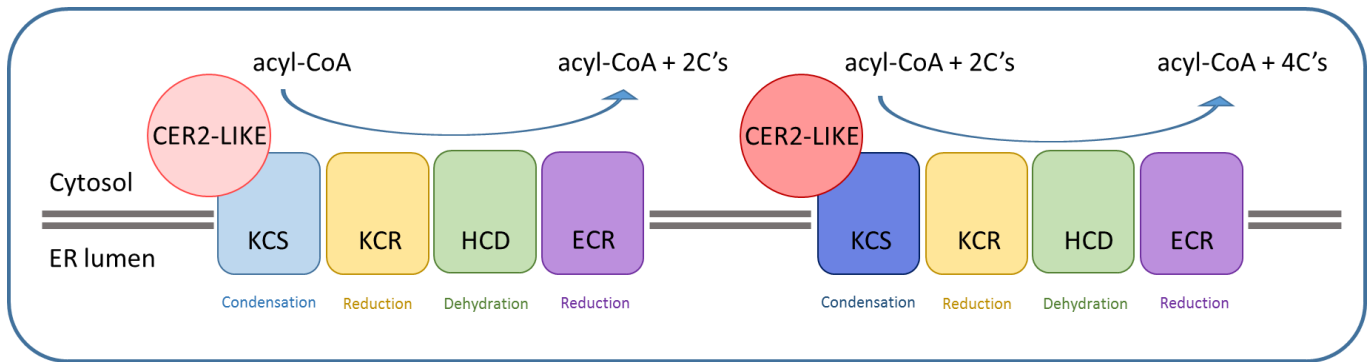 acyl-CoA
acyl-CoA + 2C's
acyl-CoA + 2C's
acyl-CoA + 4C's
CER2-LIKE
CER2-LIKE
Cytosol
ER lumen
KCS
KCR
HCD
ECR
KCS
KCR
HCD
ECR
Condensation
Reduction
Dehydration
Reduction
Condensation
Reduction
Dehydration
Reduction